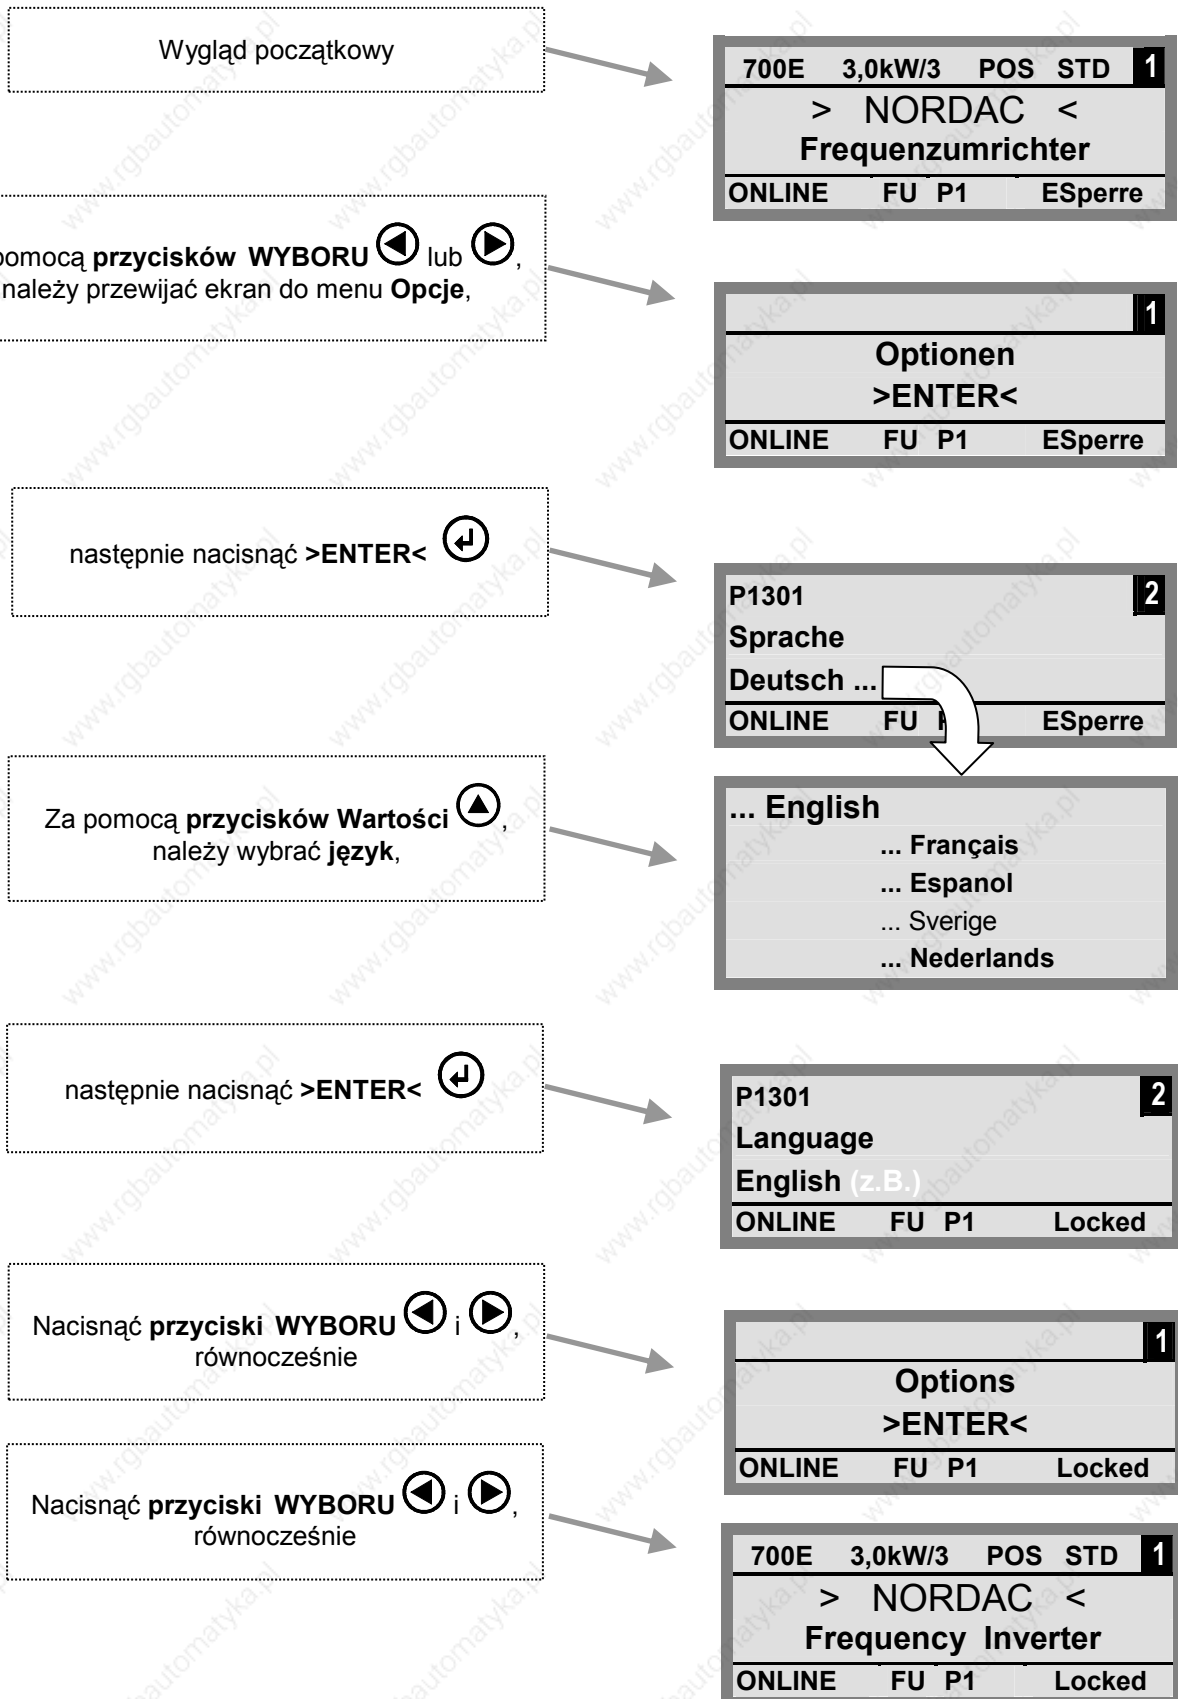 Wygląd początkowy
700E 3,0kW/3 POS STD 1
> NORDAC <
Frequenzumrichter
ONLINE FU P1 ESperre
pomocą przycisków WYBORU lub ,
należy przewijać ekran do menu Opcje,
1
Optionen
>ENTER<
ONLINE FU P1 ESperre
następnie nacisnąć >ENTER<
P1301 2
Sprache
Deutsch ...
ONLINE FU ESperre
Za pomocą przycisków Wartości ,
należy wybrać język,
... English
... Français
... Espanol
... Sverige
... Nederlands
następnie nacisnąć >ENTER<
P1301 2
Language
English (z.B.)
ONLINE FU P1 Locked
Nacisnąć przyciski WYBORU i ,
równocześnie
1
Options
>ENTER<
ONLINE FU P1 Locked
Nacisnąć przyciski WYBORU i ,
równocześnie
700E 3,0kW/3 POS STD 1
> NORDAC <
Frequency Inverter
ONLINE FU P1 Locked
www.rgbautomatyka.pl